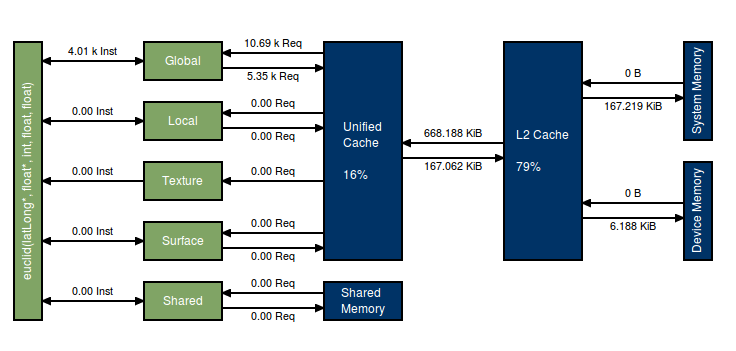 euclid(latLong*, float*, int, float, float)
4.01 k Inst
Global
10.69 k Req
5.35 k Req
0.00 Inst
Local
0.00 Req
0.00 Req
0.00 Inst
Texture
0.00 Req
0.00 Inst
Surface
0.00 Req
0.00 Req
0.00 Inst
Shared
0.00 Req
0.00 Req
Unified
Cache
16%
Shared
Memory
668.188 KiB
167.062 KiB
L2 Cache
79%
0 B
167.219 KiB
System Memory
0 B
6.188 KiB
Device Memory